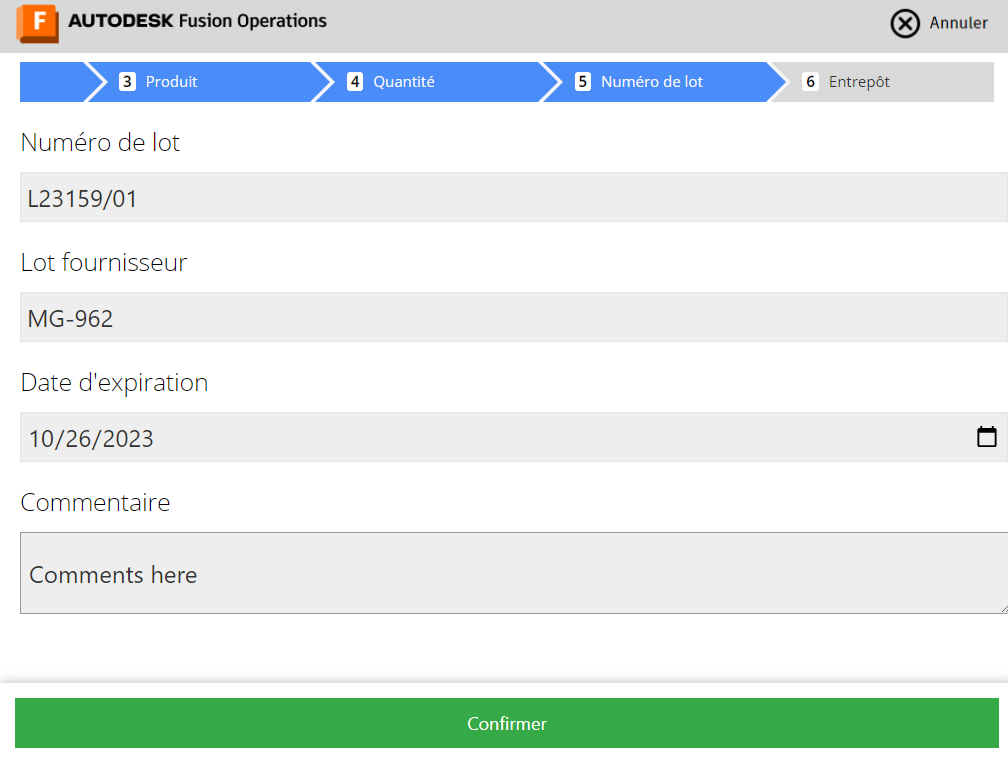 F AUTODESK Fusion Operations Annuler
3 Produit 4 Quantité 5 Numéro de lot 6 Entrepôt
Numéro de lot
L23159/01
Lot fournisseur
MG-962
Date d'expiration
10/26/2023
Commentaire
Comments here
Confirmer